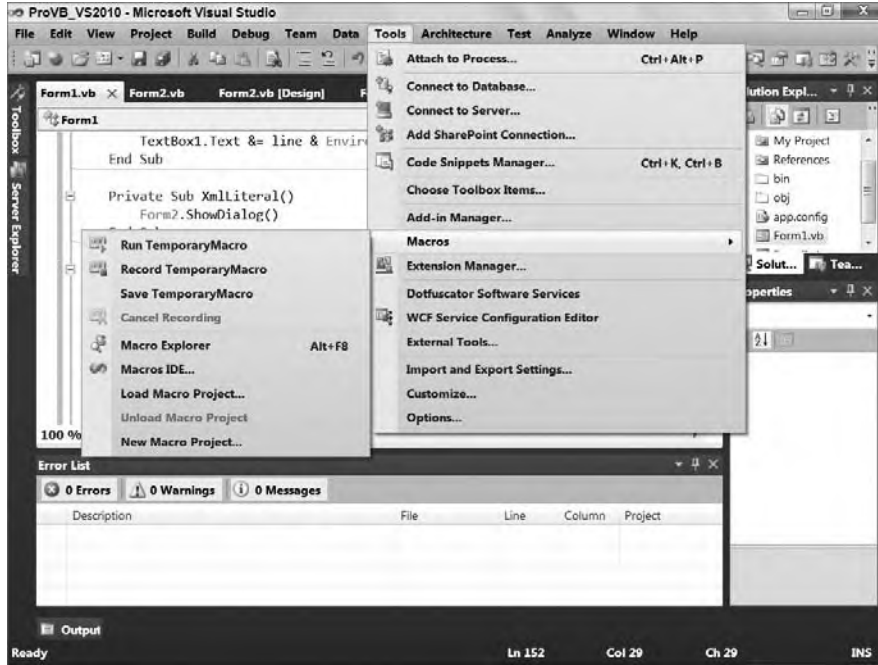 ProVB_VS2010 - Microsoft Visual Studio
File Edit View Project Build Debug Team Data Tools Architecture Test Analyze Window Help
Form1.vb Form2.vb Form2.vb [Design]
Form1
TextBox1.Text &= line & Envir
End Sub
Private Sub XmlLiteral()
Form2.ShowDialog()
Toolbox
Server Explorer
Attach to Process... Ctrl+Alt+P
Connect to Database...
Connect to Server...
Add SharePoint Connection...
Code Snippets Manager... Ctrl+K, Ctrl+B
Choose Toolbox Items...
Add-in Manager...
Macros
Extension Manager...
Dotfuscator Software Services
WCF Service Configuration Editor
External Tools...
Import and Export Settings...
Customize...
Options...
Run TemporaryMacro
Record TemporaryMacro
Save TemporaryMacro
Cancel Recording
Macro Explorer Alt+F8
Macros IDE...
Load Macro Project...
Unload Macro Project
New Macro Project...
100 %
lution Expl...
My Project
References
bin
obj
app.config
Form1.vb
Solut... Tea...
operties
Error List
0 Errors 0 Warnings 0 Messages
Description File Line Column Project
Output
Ready Ln 152 Col 29 Ch 29 INS